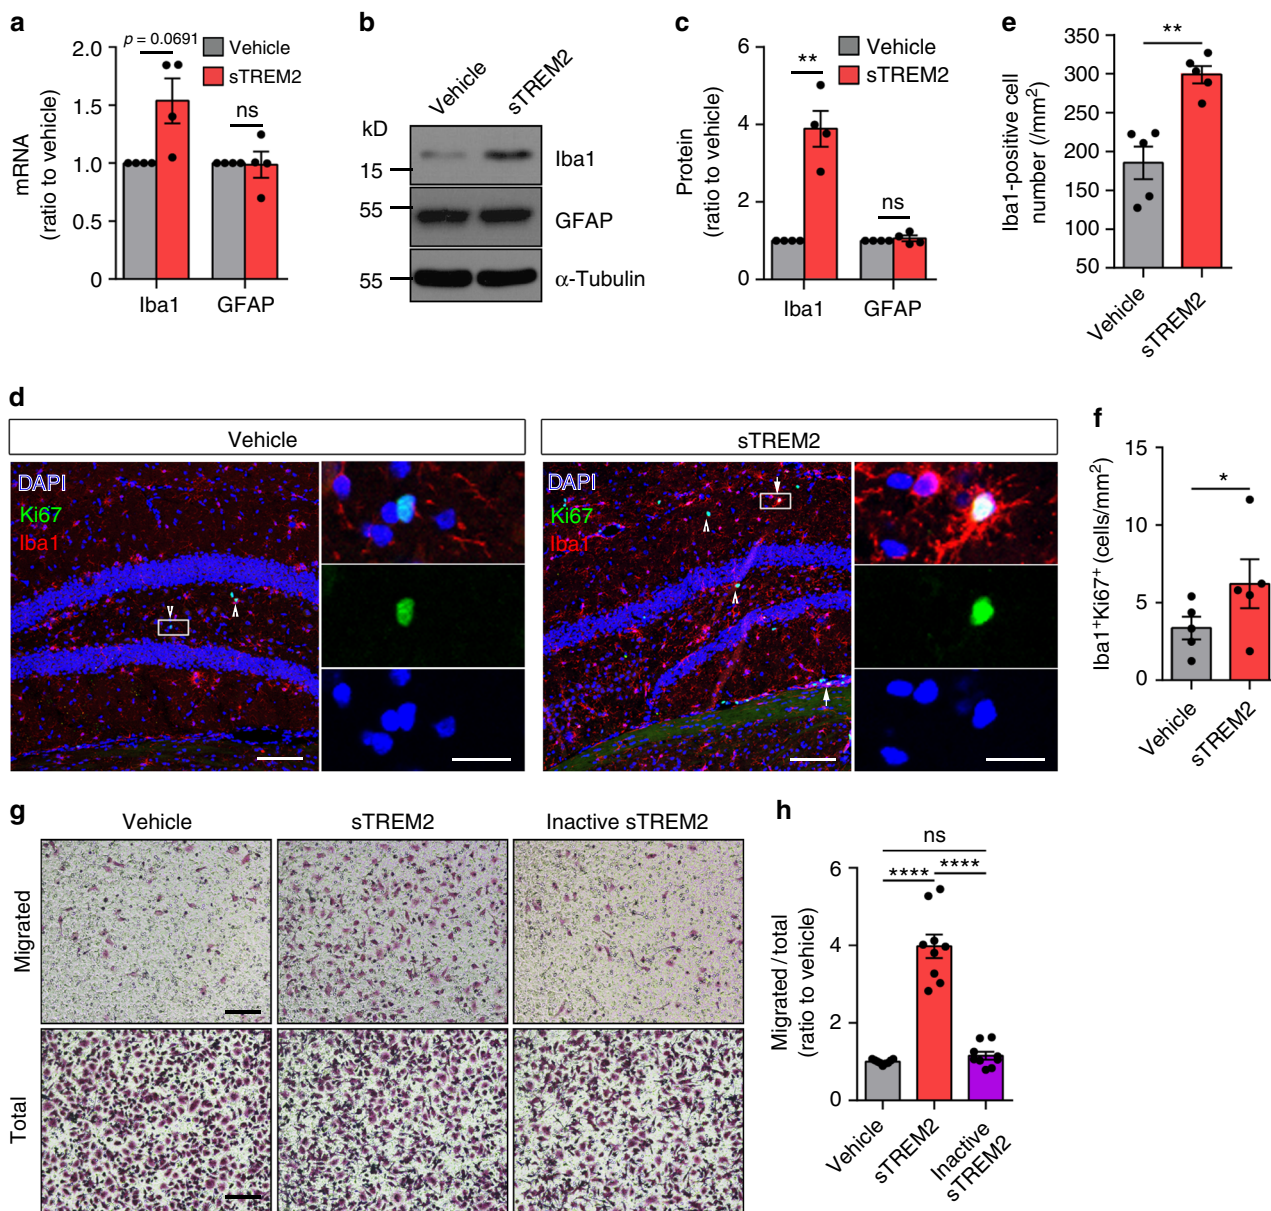 a
p = 0.0691
Vehicle
sTREM2
ns
mRNA
(ratio to vehicle)
2.0
1.5
1.0
0.5
0
Iba1
GFAP
b
Vehicle
sTREM2
kD
15
55
55
Iba1
GFAP
α-Tubulin
c
Vehicle
sTREM2
**
ns
Protein
(ratio to vehicle)
6
4
2
0
Iba1
GFAP
e
**
Iba1-positive cell
number (/mm²)
350
300
250
200
150
100
50
Vehicle
sTREM2
d
Vehicle
DAPI
Ki67
Iba1
sTREM2
DAPI
Ki67
Iba1
f
*
Iba1⁺Ki67⁺ (cells/mm²)
15
10
5
0
Vehicle
sTREM2
g
Vehicle
sTREM2
Inactive sTREM2
Migrated
Total
h
ns
**** ****
Migrated/total
(ratio to vehicle)
6
4
2
0
Vehicle
sTREM2
Inactive
sTREM2